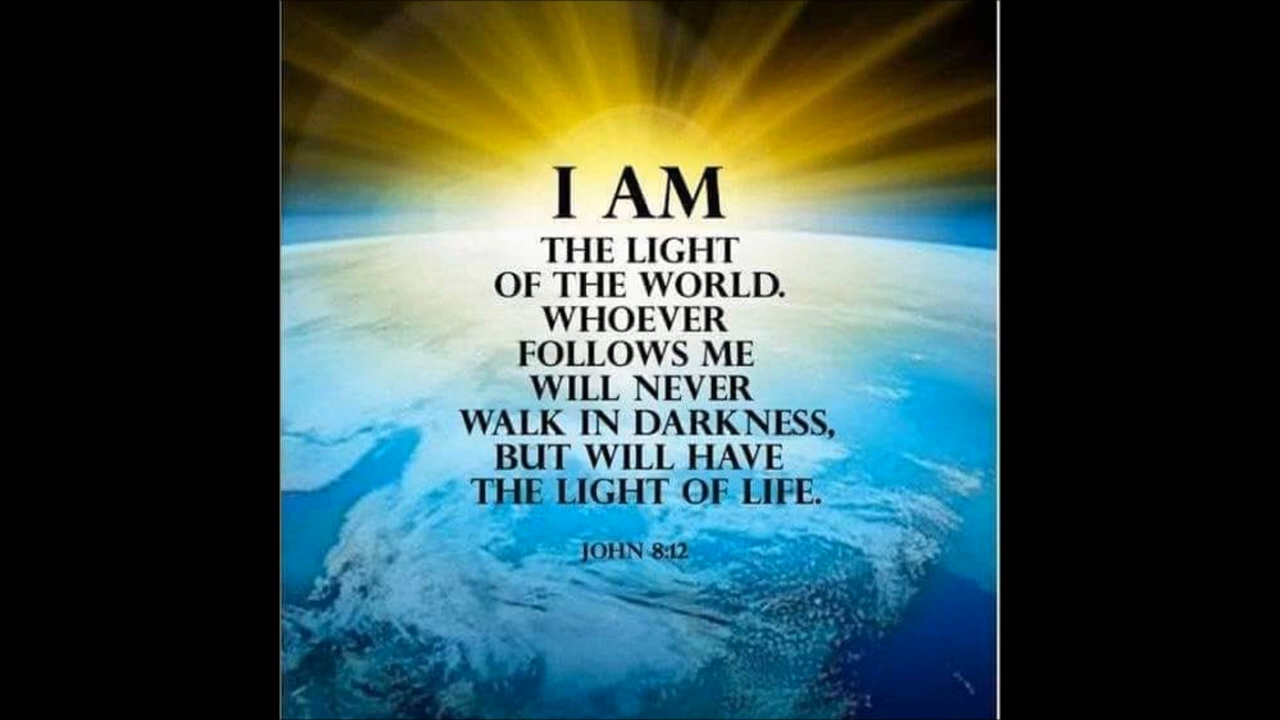 I AM
THE LIGHT
OF THE WORLD.
WHOEVER
FOLLOWS ME
WILL NEVER
WALK IN DARKNESS,
BUT WILL HAVE
THE LIGHT OF LIFE.
JOHN 8:12